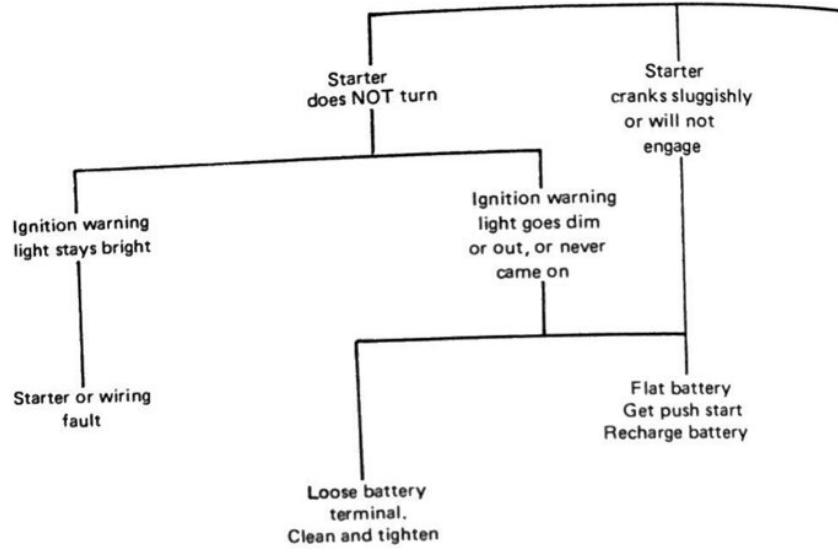 Starter
does NOT turn
Starter
cranks sluggishly
or will not
engage
Ignition warning
light stays bright
Ignition warning
light goes dim
or out, or never
came on
Starter or wiring
fault
Flat battery
Get push start
Recharge battery
Loose battery
terminal.
Clean and tighten